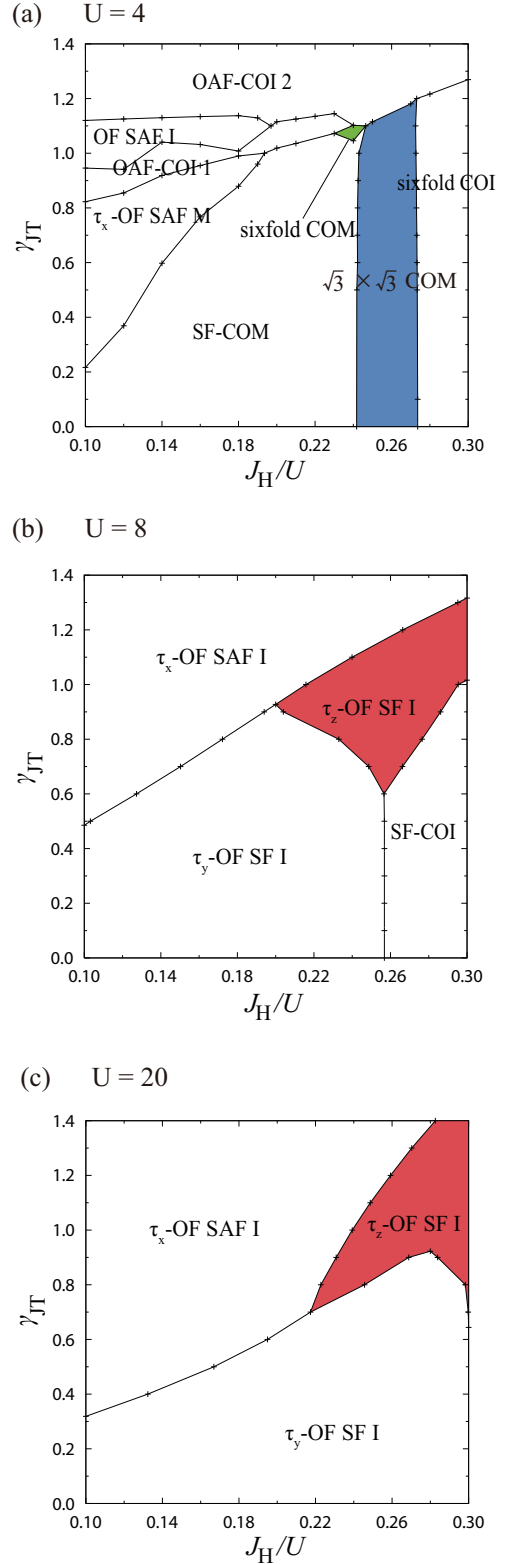 (a) U = 4
1.4
OAF-COI 2
1.2
OF SAF I
1.0
OAF-COI 1
sixfold COI
τx-OF SAF M
0.8
sixfold COM
γJT
0.6
√3 × √3 COM
0.4
SF-COM
0.2
0.0
0.10 0.14 0.18 0.22 0.26 0.30
JH/U
(b) U = 8
1.4
1.2
τx-OF SAF I
1.0
τz-OF SF I
0.8
γJT
0.6
SF-COI
0.4
τy-OF SF I
0.2
0.0
0.10 0.14 0.18 0.22 0.26 0.30
JH/U
(c) U = 20
1.4
1.2
1.0
τx-OF SAF I
τz-OF SF I
0.8
γJT
0.6
0.4
τy-OF SF I
0.2
0.0
0.10 0.14 0.18 0.22 0.26 0.30
JH/U